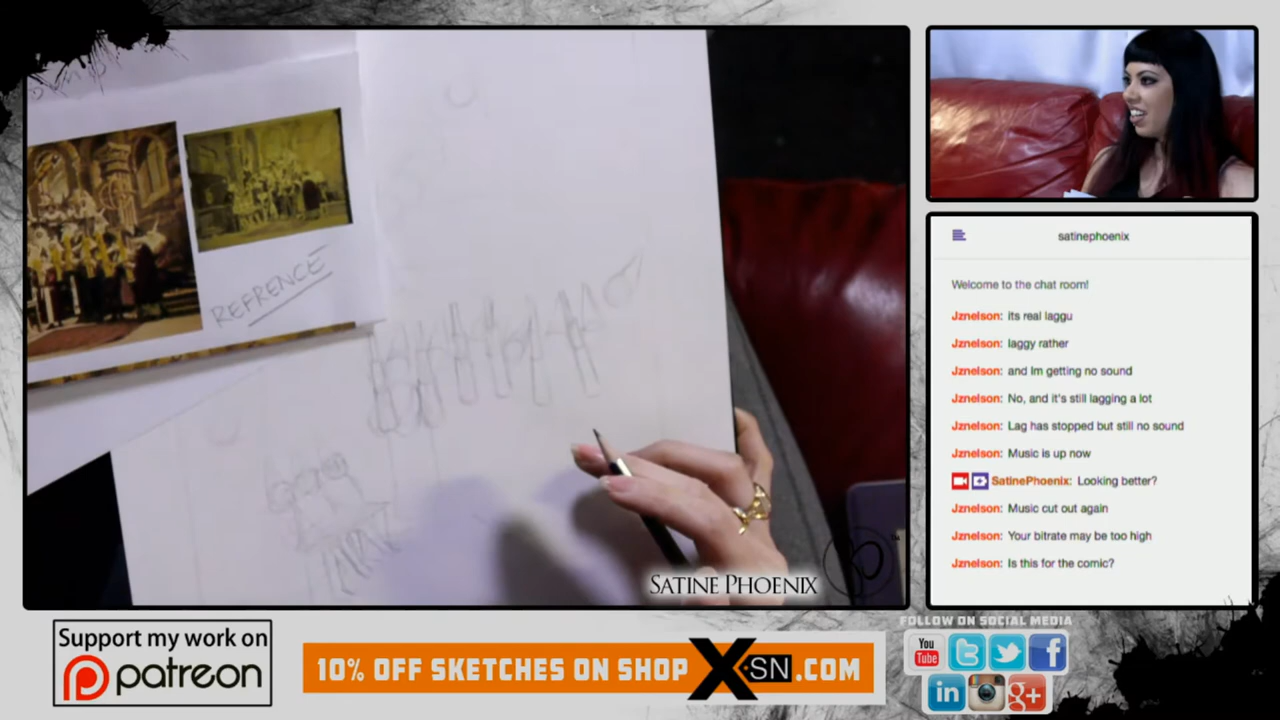 REFRENCE
SATINE PHOENIX
satinephoenix
Welcome to the chat room!
Jznelson: its real laggu
Jznelson: laggy rather
Jznelson: and Im getting no sound
Jznelson: No, and it's still lagging a lot
Jznelson: Lag has stopped but still no sound
Jznelson: Music is up now
SatinePhoenix: Looking better?
Jznelson: Music cut out again
Jznelson: Your bitrate may be too high
Jznelson: Is this for the comic?
Support my work on
patreon
10% OFF SKETCHES ON SHOP X-SN.COM
FOLLOW ON SOCIAL MEDIA
You
Tube
in
g+